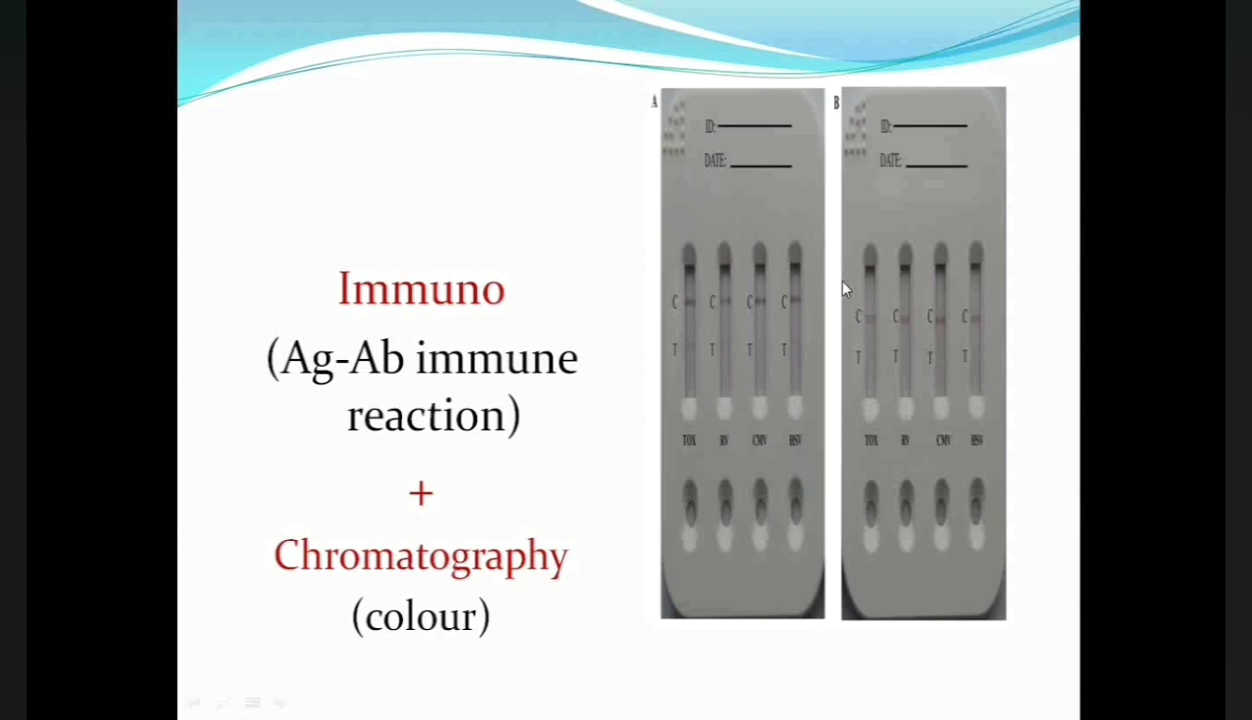 Immuno
(Ag-Ab immune
reaction)
+
Chromatography
(colour)
A
ID:
DATE:
C C C C
T T T T
TOX RV CMV HSV
B
ID:
DATE:
C C C C
T T T T
TOX RV CMV HSV